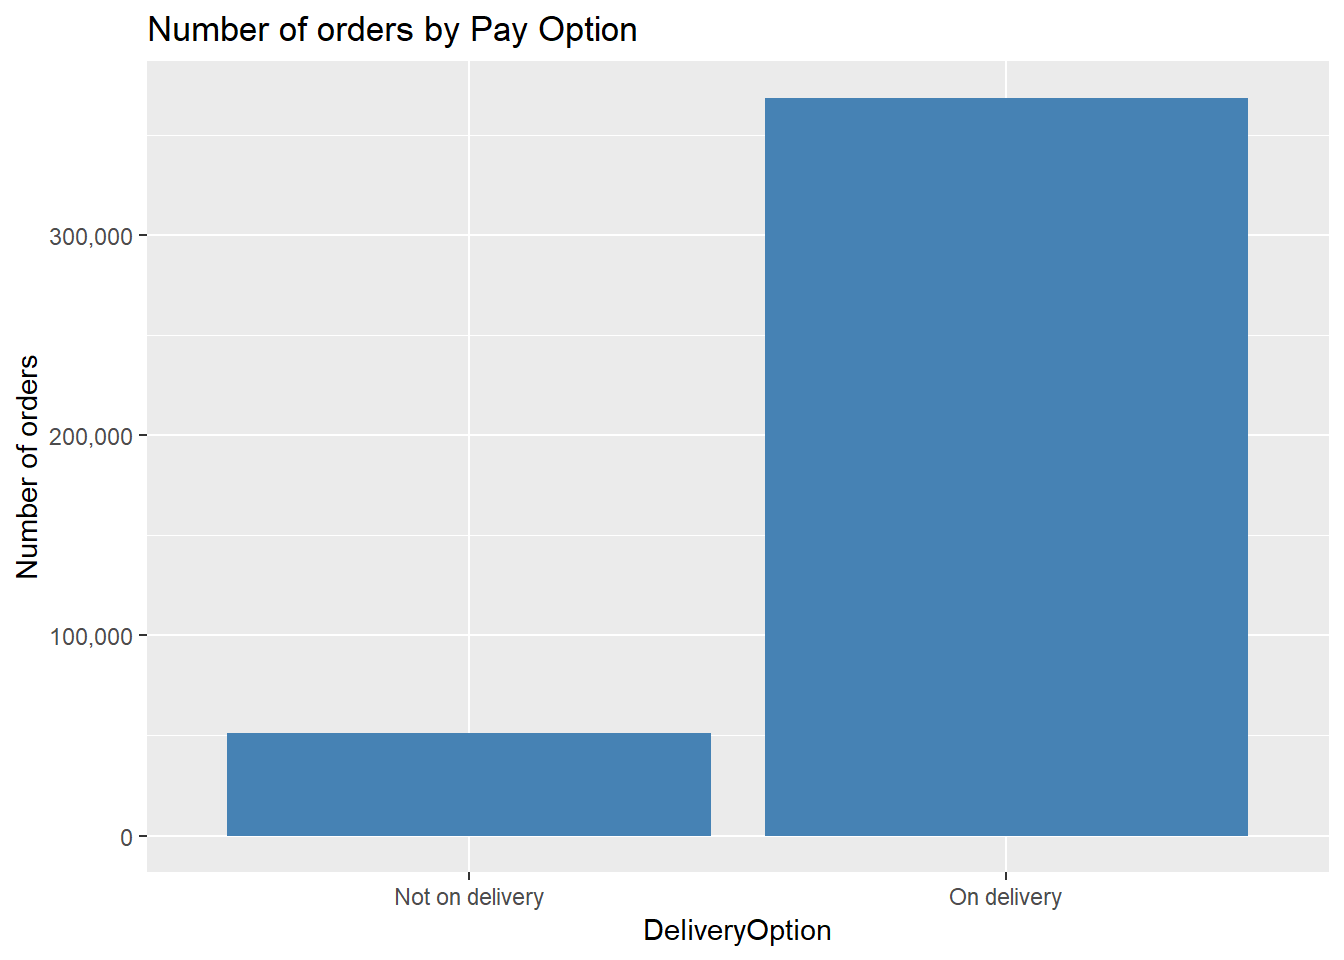 Number of orders by Pay Option
Number of orders
300,000
200,000
100,000
0
Not on delivery
On delivery
DeliveryOption